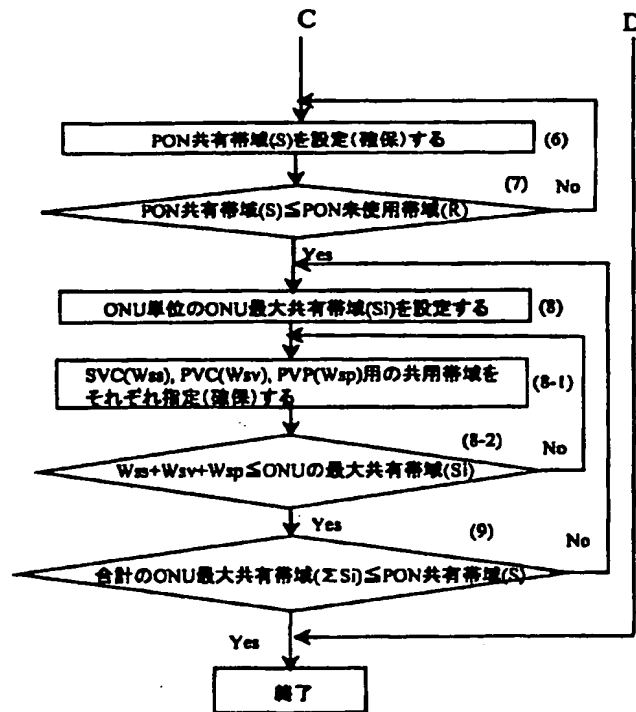 C
D
PON共有帯域(S)を設定(確保)する
(6)
(7)
No
PON共有帯域(S)≦PON未使用帯域(R)
Yes
ONU単位のONU最大共有帯域(Si)を設定する
(8)
SVC(Wss), PVC(Wsv), PVP(Wsp)用の共用帯域を
それぞれ指定(確保)する
(8-1)
(8-2)
No
Wss+Wsv+Wsp≦ONUの最大共有帯域(Si)
Yes
(9)
No
合計のONU最大共有帯域(ΣSi)≦PON共有帯域(S)
Yes
終了